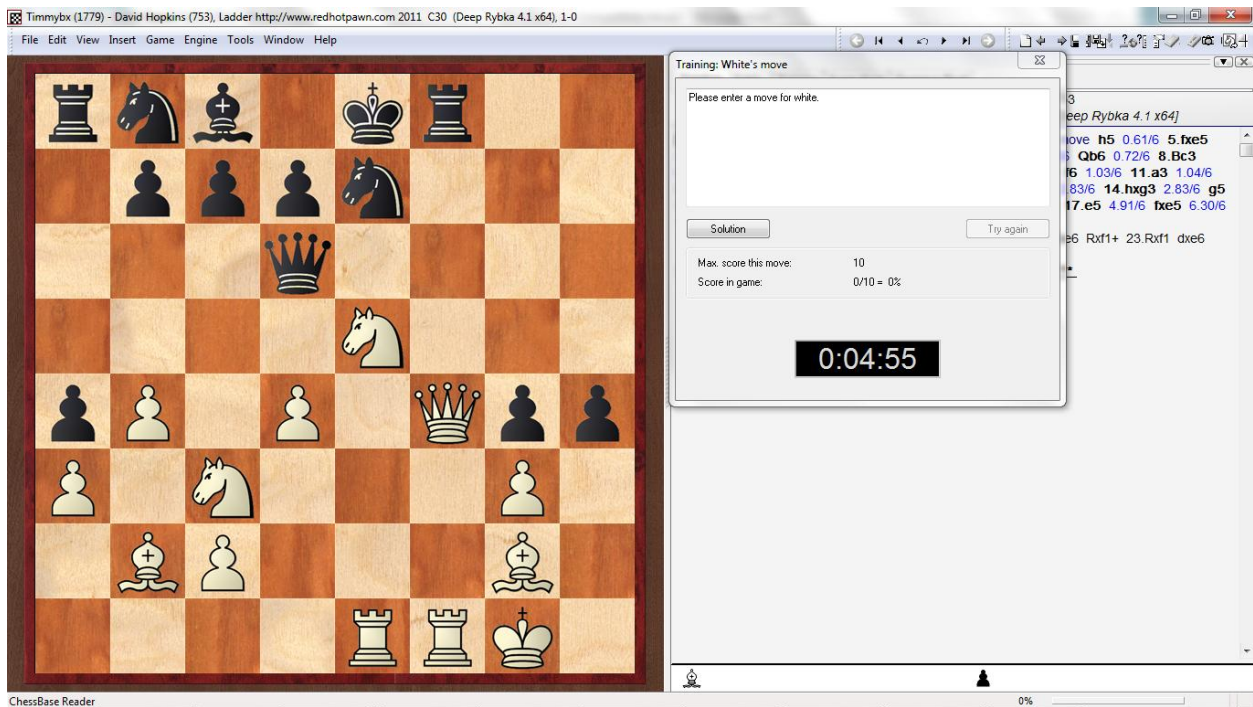 Timmybx (1779) - David Hopkins (753), Ladder http://www.redhotpawn.com 2011 C30 (Deep Rybka 4.1 x64), 1-0
File Edit View Insert Game Engine Tools Window Help
Training: White's move
Please enter a move for white.
Solution
Try again
Max. score this move: 10
Score in game: 0/10 = 0%
0:04:55
3
eep Rybka 4.1 x64]
ove h5 0.61/6 5.fxe5
Qb6 0.72/6 8.Bc3
f6 1.03/6 11.a3 1.04/6
.83/6 14.hxg3 2.83/6 g5
17.e5 4.91/6 fxe5 6.30/6
e6 Rxf1+ 23.Rxf1 dxe6
ChessBase Reader
0%